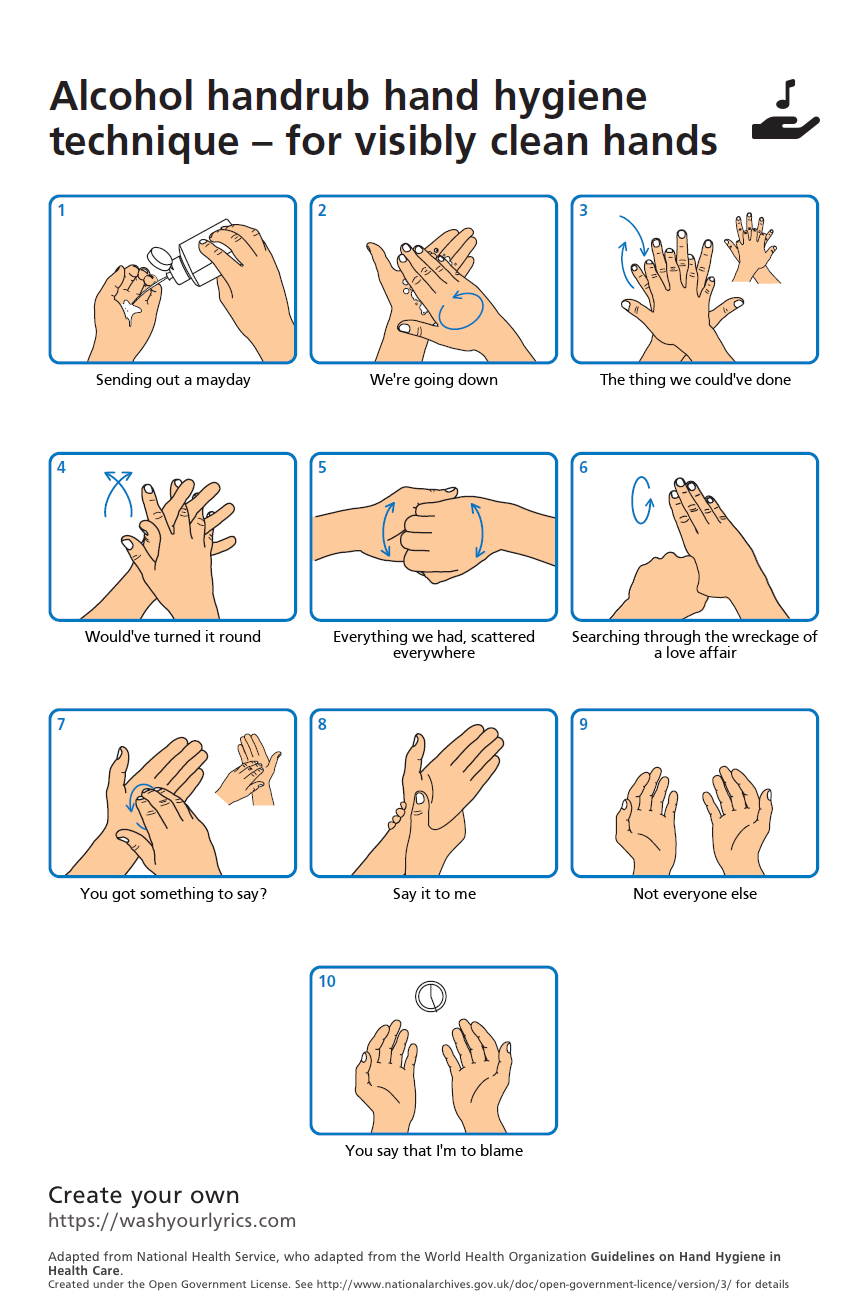 Alcohol handrub hand hygiene
technique – for visibly clean hands
1
Sending out a mayday
2
We're going down
3
The thing we could've done
4
Would've turned it round
5
Everything we had, scattered
everywhere
6
Searching through the wreckage of
a love affair
7
You got something to say?
8
Say it to me
9
Not everyone else
10
You say that I'm to blame
Create your own
https://washyourlyrics.com
Adapted from National Health Service, who adapted from the World Health Organization Guidelines on Hand Hygiene in
Health Care.
Created under the Open Government License. See http://www.nationalarchives.gov.uk/doc/open-government-licence/version/3/ for details